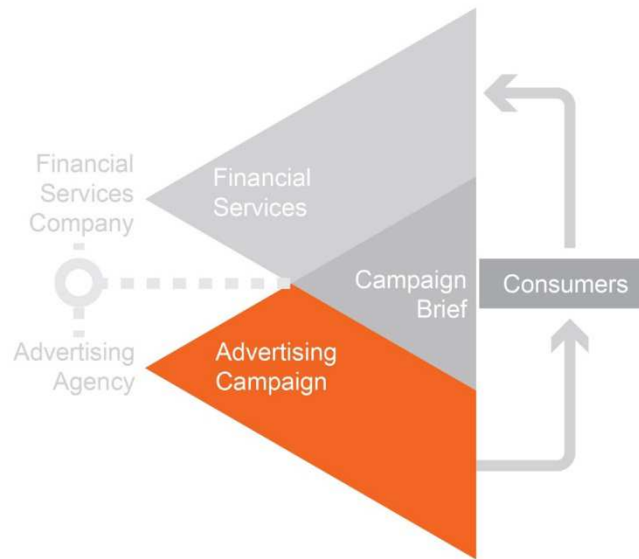 Financial
Services
Company
Financial
Services
Campaign
Brief
Consumers
Advertising
Agency
Advertising
Campaign